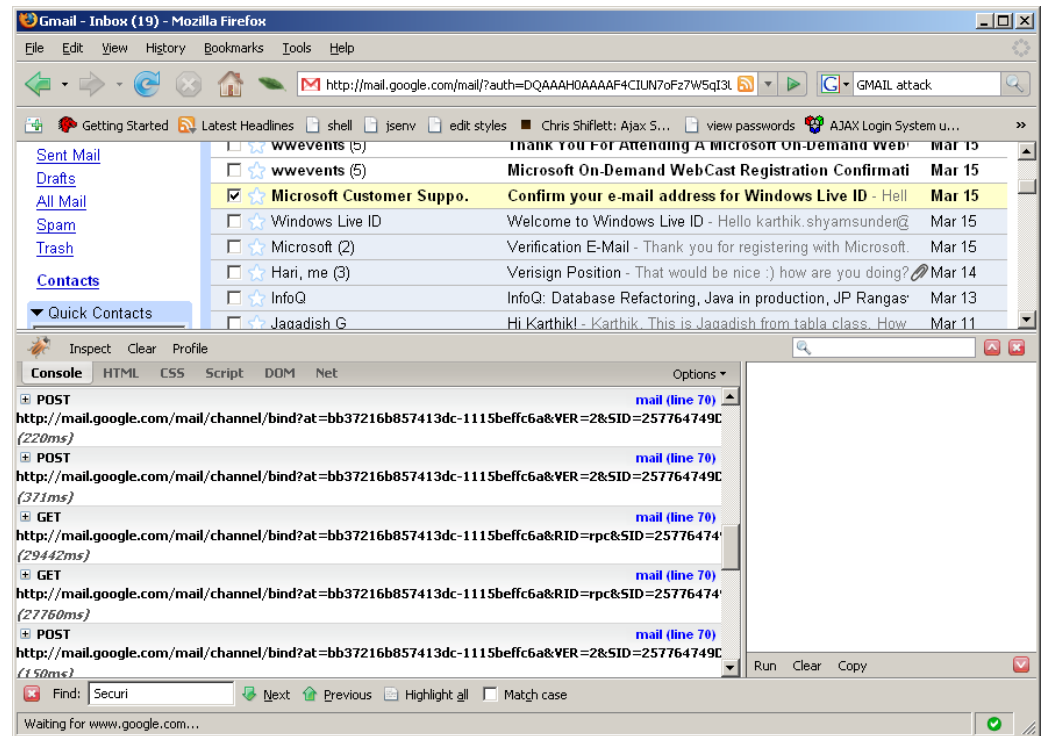 Gmail - Inbox (19) - Mozilla Firefox
File Edit View History Bookmarks Tools Help
http://mail.google.com/mail/?auth=DQAAAH0AAAAF4CIUN7oFz7W5qI3L G GMAIL attack
Getting Started Latest Headlines shell jsenv edit styles Chris Shiflett: Ajax S... view passwords AJAX Login System u... »
Sent Mail
Drafts
All Mail
Spam
Trash
Contacts
Quick Contacts
wwevents (5) Thank You For Attending A Microsoft On-Demand Web Mar 15
wwevents (5) Microsoft On-Demand WebCast Registration Confirmati Mar 15
Microsoft Customer Suppo. Confirm your e-mail address for Windows Live ID - Hell Mar 15
Windows Live ID Welcome to Windows Live ID - Hello karthik.shyamsunder@ Mar 15
Microsoft (2) Verification E-Mail - Thank you for registering with Microsoft. Mar 15
Hari, me (3) Verisign Position - That would be nice :) how are you doing? Mar 14
InfoQ InfoQ: Database Refactoring, Java in production, JP Rangas Mar 13
Jagadish G Hi Karthik! - Karthik, This is Jagadish from tabla class. How Mar 11
Inspect Clear Profile
Console HTML CSS Script DOM Net Options
POST mail (line 70)
http://mail.google.com/mail/channel/bind?at=bb37216b857413dc-1115beffc6a&VER=2&SID=257764749D
(220ms)
POST mail (line 70)
http://mail.google.com/mail/channel/bind?at=bb37216b857413dc-1115beffc6a&VER=2&SID=257764749D
(371ms)
GET mail (line 70)
http://mail.google.com/mail/channel/bind?at=bb37216b857413dc-1115beffc6a&RID=rpc&SID=25776474
(29442ms)
GET mail (line 70)
http://mail.google.com/mail/channel/bind?at=bb37216b857413dc-1115beffc6a&RID=rpc&SID=25776474
(27760ms)
POST mail (line 70)
http://mail.google.com/mail/channel/bind?at=bb37216b857413dc-1115beffc6a&VER=2&SID=257764749D
(150ms)
Run Clear Copy
Find: Securi Next Previous Highlight all Match case
Waiting for www.google.com...